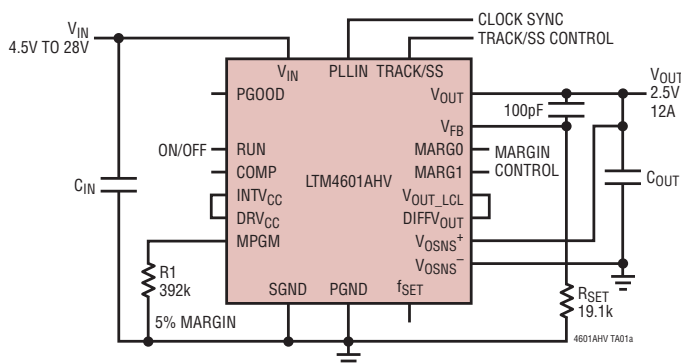 CLOCK SYNC
TRACK/SS CONTROL
VIN
4.5V TO 28V
VIN
PLLIN
TRACK/SS
PGOOD
VOUT
VOUT
2.5V
12A
100pF
VFB
ON/OFF
RUN
MARG0
MARGIN
CONTROL
COMP
LTM4601AHV
MARG1
CIN
INTVCC
VOUT_LCL
COUT
DRVCC
DIFFVOUT
MPGM
VOSNS+
VOSNS–
R1
392k
SGND
PGND
fSET
RSET
19.1k
5% MARGIN
4601AHV TA01a